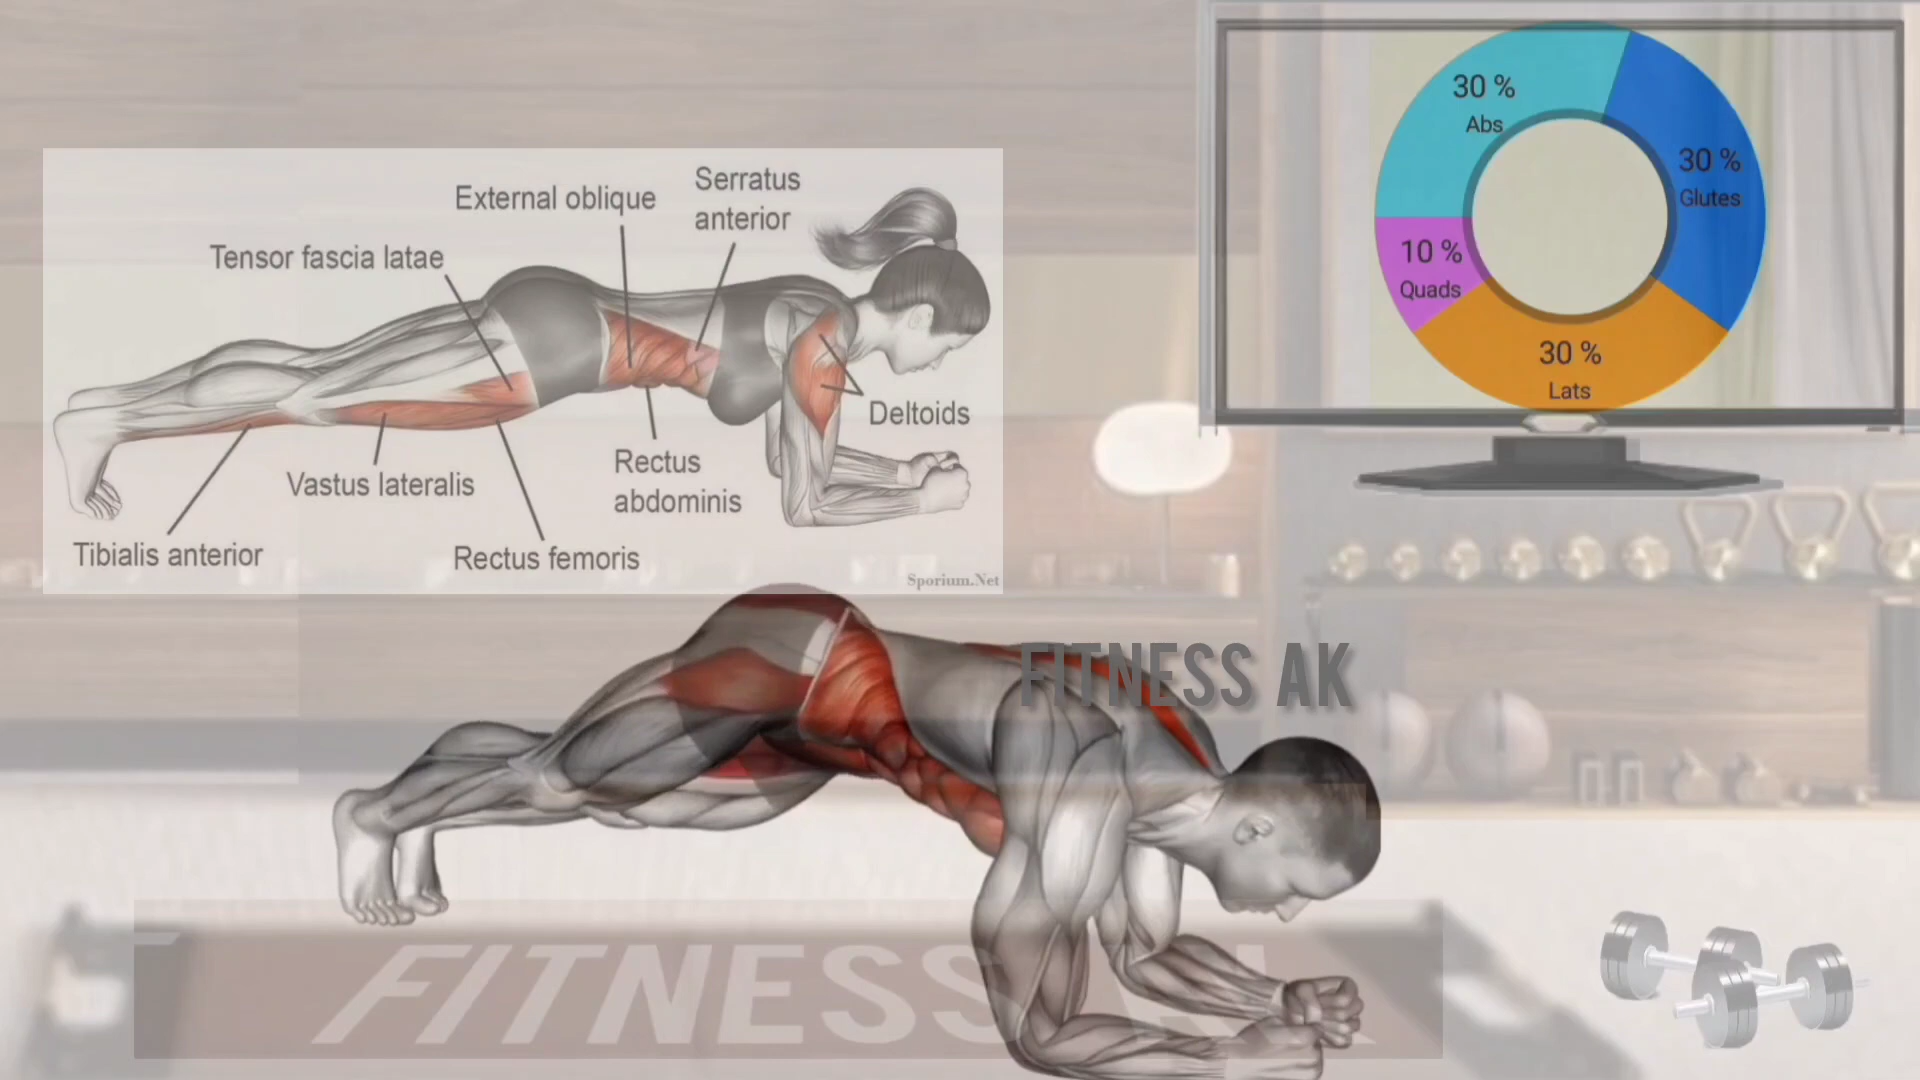 External oblique
Serratus
anterior
Tensor fascia latae
Deltoids
Vastus lateralis
Rectus
abdominis
Tibialis anterior
Rectus femoris
Sporium.Net
30 %
Abs
30 %
Glutes
10 %
Quads
30 %
Lats
FITNESS AK
FITNESS AK